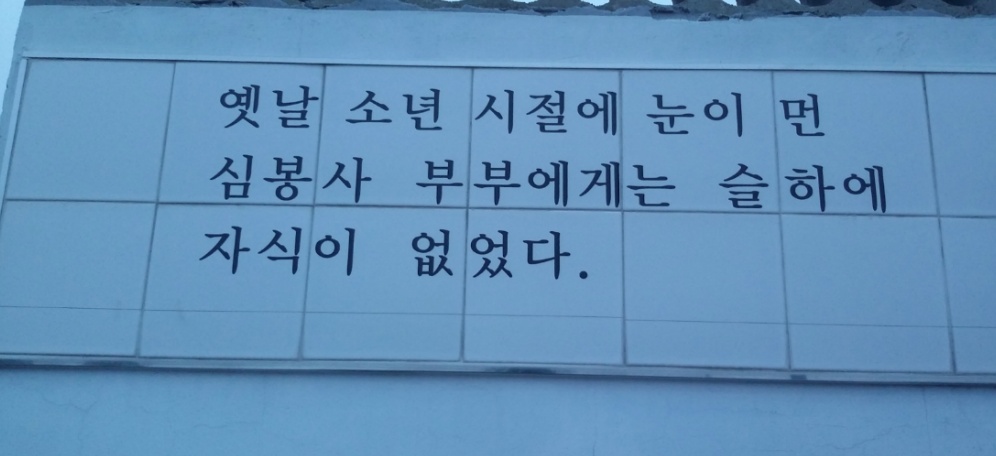 옛날 소년 시절에 눈이 먼
심봉사 부부에게는 슬하에
자식이 없었다.